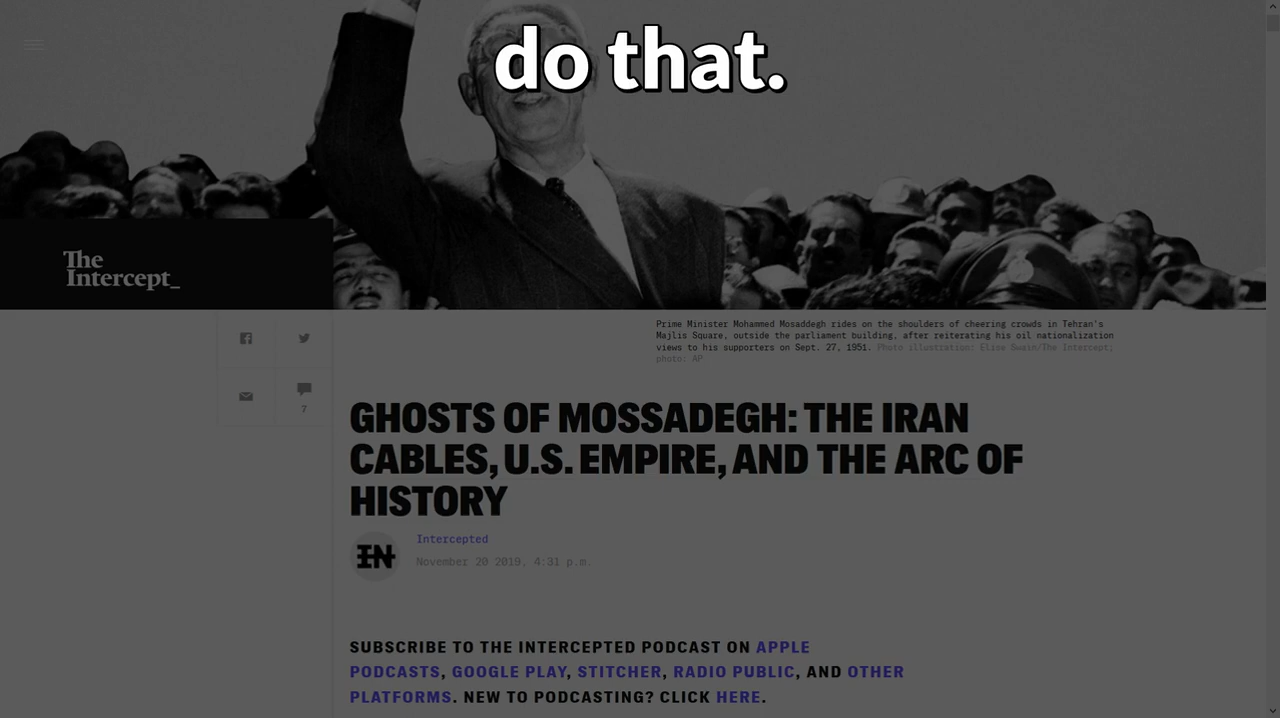 do that.
The
Intercept_
Prime Minister Mohammed Mosaddegh rides on the shoulders of cheering crowds in Tehran's
Majlis Square, outside the parliament building, after reiterating his oil nationalization
views to his supporters on Sept. 27, 1951. Photo illustration: Elise Swain/The Intercept;
photo: AP
7
GHOSTS OF MOSSADEGH: THE IRAN
CABLES, U.S. EMPIRE, AND THE ARC OF
HISTORY
IN
Intercepted
November 20 2019, 4:31 p.m.
SUBSCRIBE TO THE INTERCEPTED PODCAST ON APPLE
PODCASTS, GOOGLE PLAY, STITCHER, RADIO PUBLIC, AND OTHER
PLATFORMS. NEW TO PODCASTING? CLICK HERE.